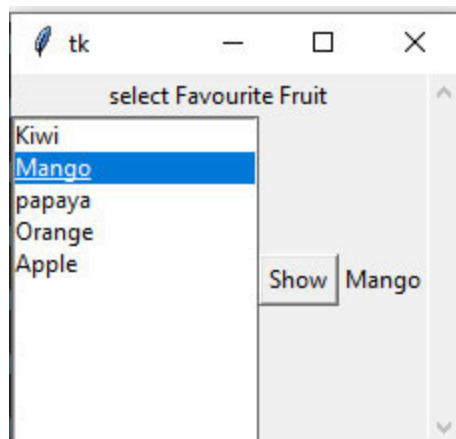 tk
select Favourite Fruit
Kiwi
Mango
papaya
Orange
Apple
Show Mango